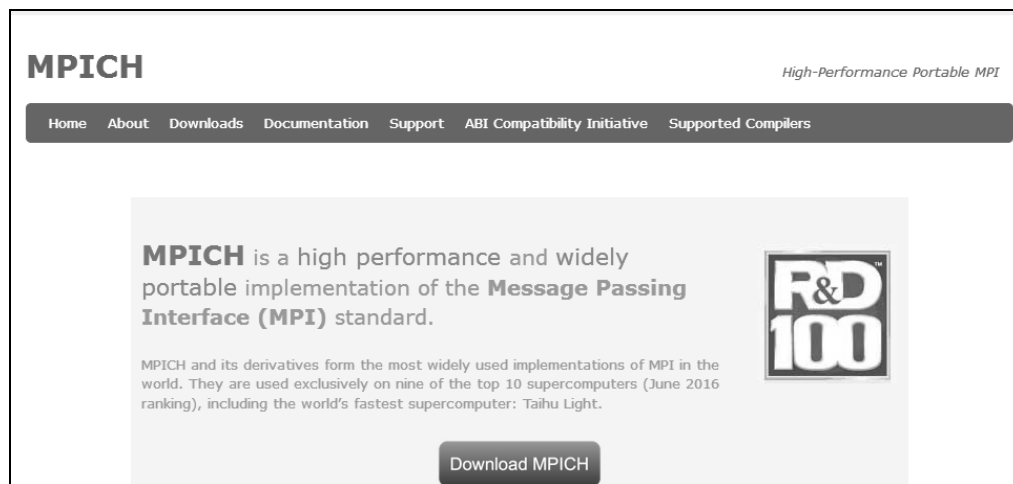 MPICH
High-Performance Portable MPI
Home About Downloads Documentation Support ABI Compatibility Initiative Supported Compilers
MPICH is a high performance and widely
portable implementation of the Message Passing
Interface (MPI) standard.
R&D™
100
MPICH and its derivatives form the most widely used implementations of MPI in the
world. They are used exclusively on nine of the top 10 supercomputers (June 2016
ranking), including the world's fastest supercomputer: Taihu Light.
Download MPICH